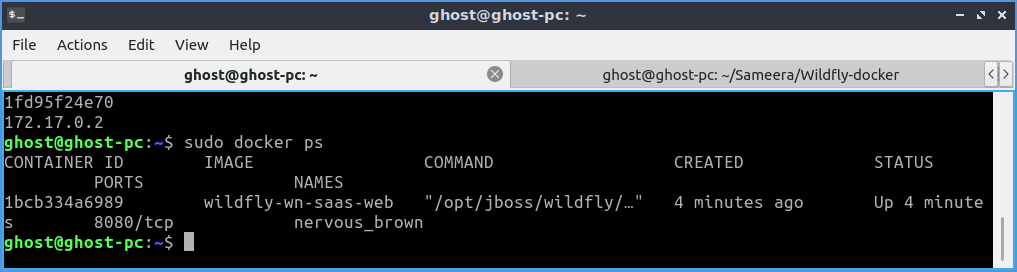 ghost@ghost-pc: ~
File Actions Edit View Help
ghost@ghost-pc: ~ ghost@ghost-pc: ~/Sameera/Wildfly-docker
1fd95f24e70
172.17.0.2
ghost@ghost-pc:~$ sudo docker ps
CONTAINER ID        IMAGE                 COMMAND                  CREATED             STATUS
         PORTS               NAMES
1bcb334a6989        wildfly-wn-saas-web   "/opt/jboss/wildfly/…"   4 minutes ago       Up 4 minute
s        8080/tcp            nervous_brown
ghost@ghost-pc:~$